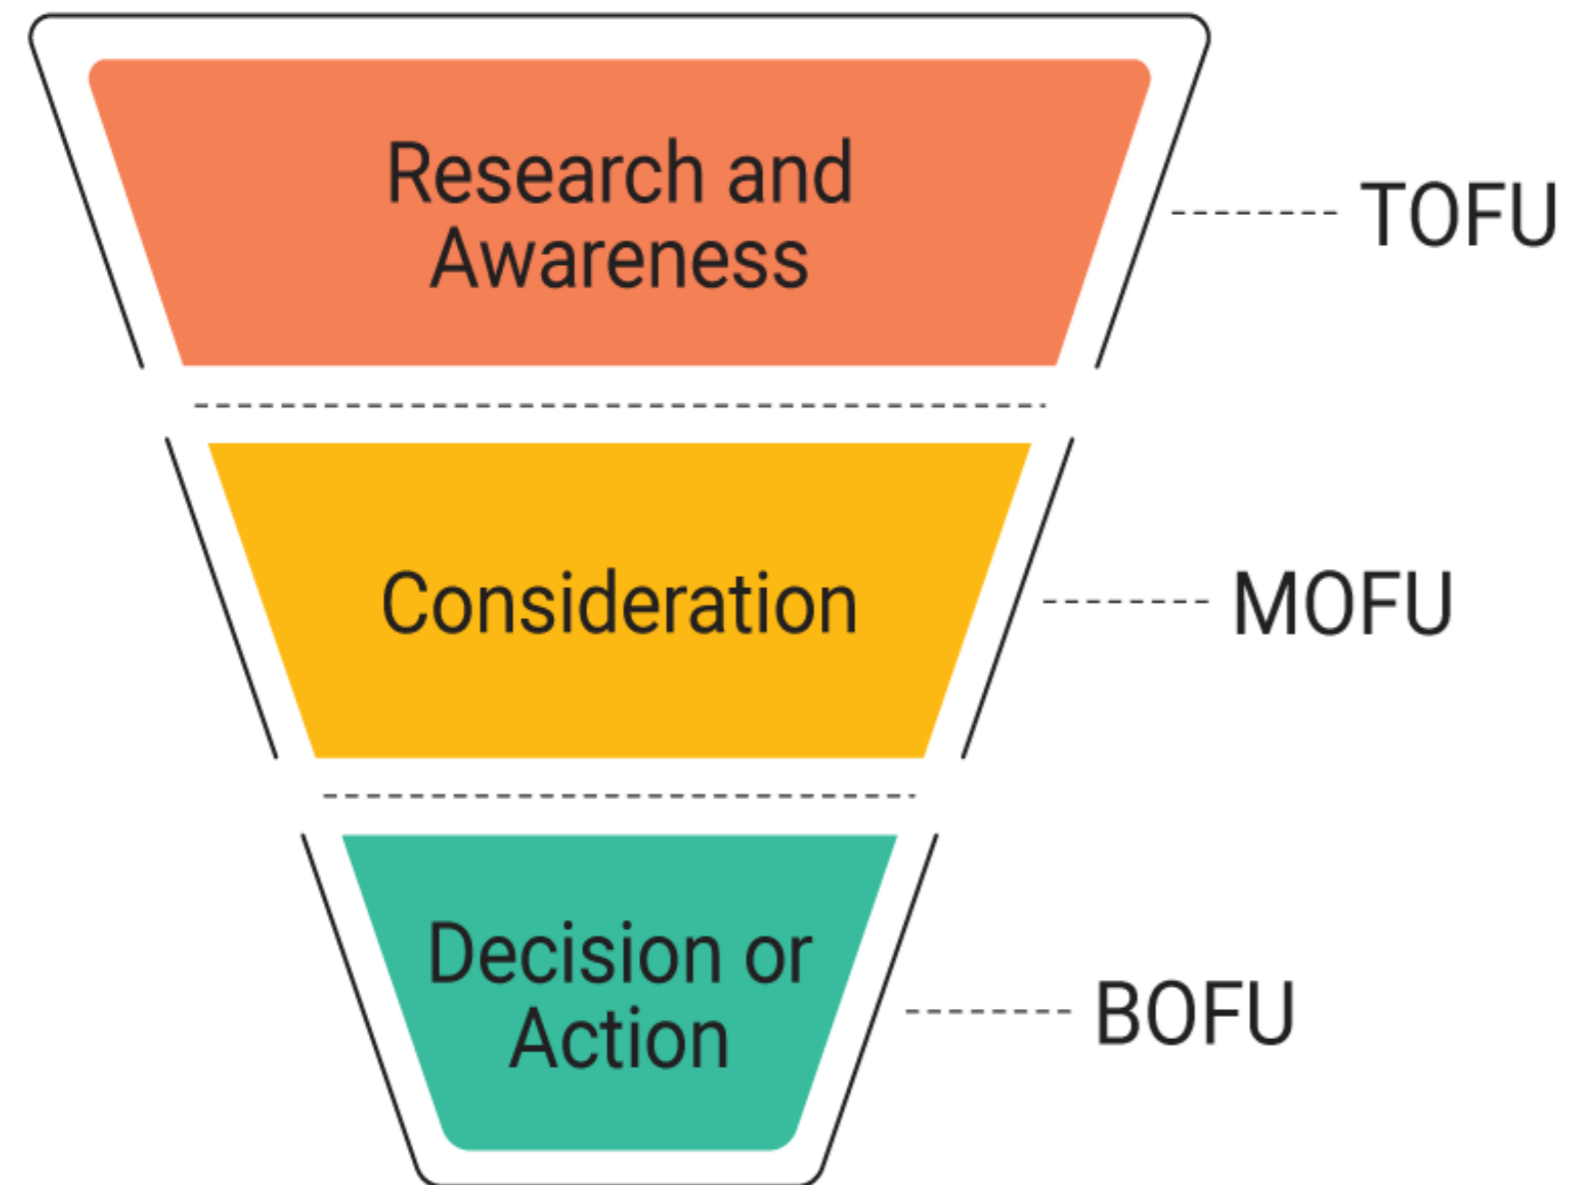 Research and
Awareness
TOFU
Consideration
MOFU
Decision or
Action
BOFU